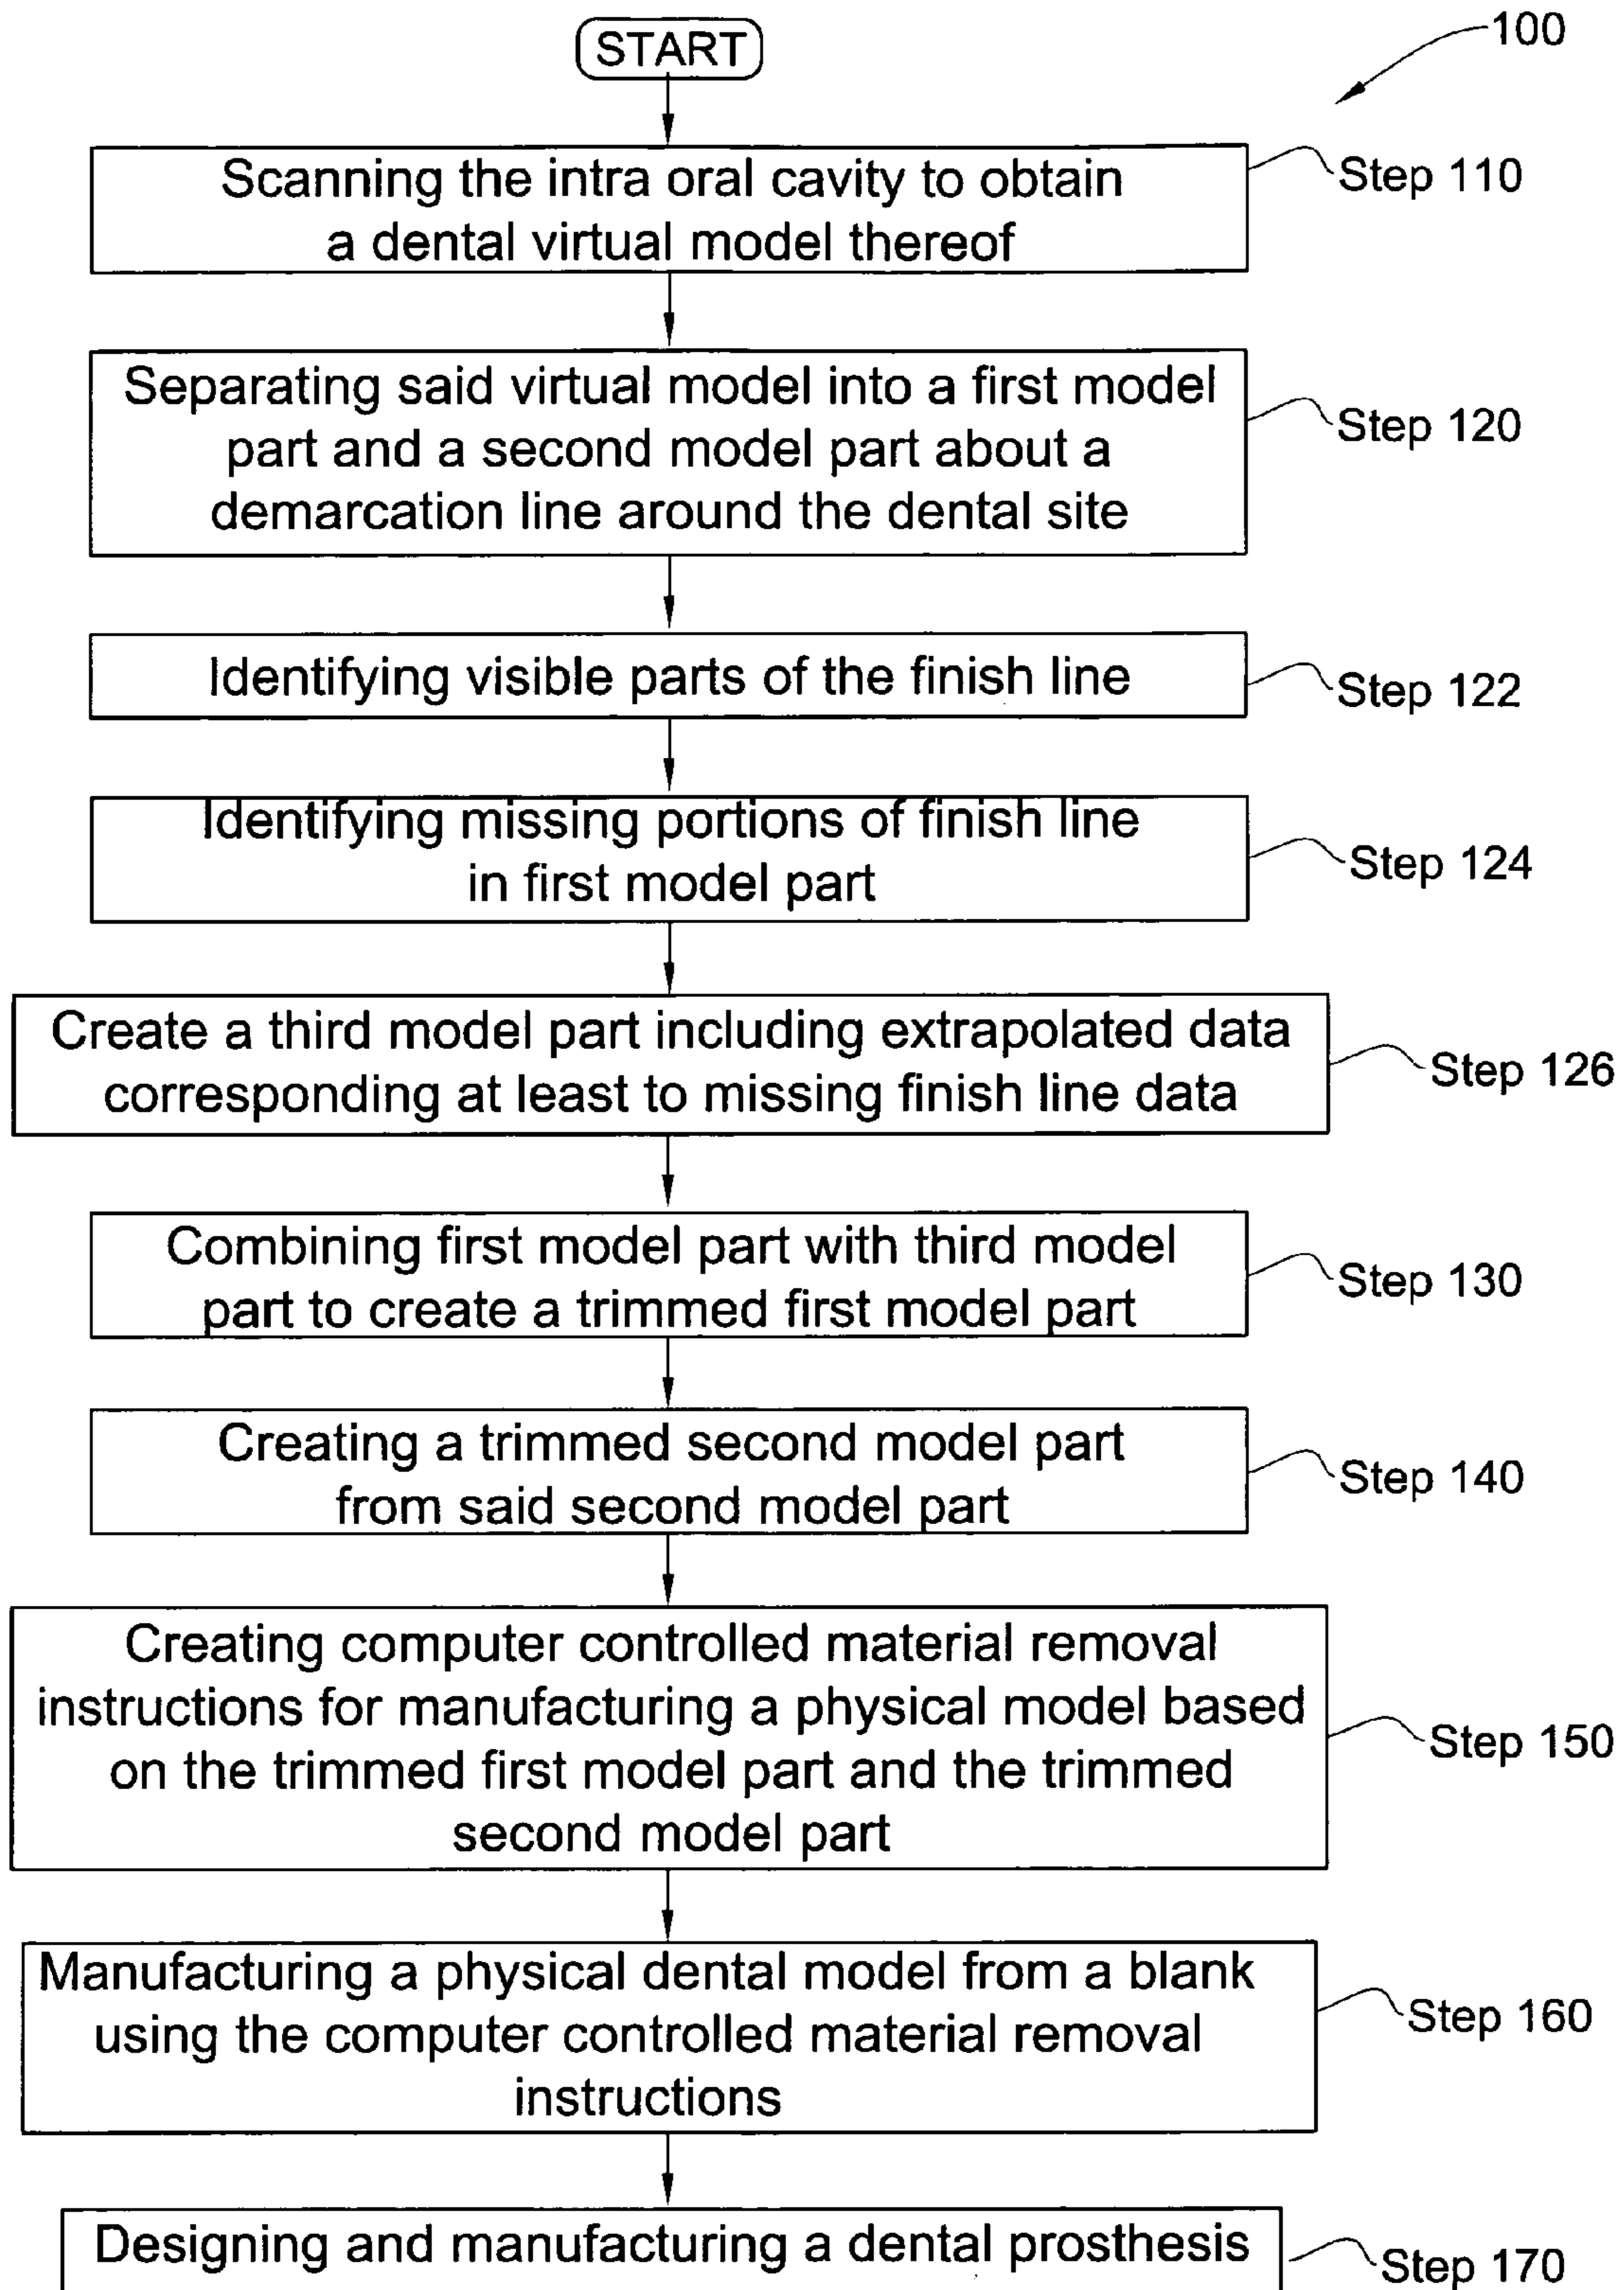 100
START
Scanning the intra oral cavity to obtain
a dental virtual model thereof
Step 110
Separating said virtual model into a first model
part and a second model part about a
demarcation line around the dental site
Step 120
Identifying visible parts of the finish line
Step 122
Identifying missing portions of finish line
in first model part
Step 124
Create a third model part including extrapolated data
corresponding at least to missing finish line data
Step 126
Combining first model part with third model
part to create a trimmed first model part
Step 130
Creating a trimmed second model part
from said second model part
Step 140
Creating computer controlled material removal
instructions for manufacturing a physical model based
on the trimmed first model part and the trimmed
second model part
Step 150
Manufacturing a physical dental model from a blank
using the computer controlled material removal
instructions
Step 160
Designing and manufacturing a dental prosthesis
Step 170